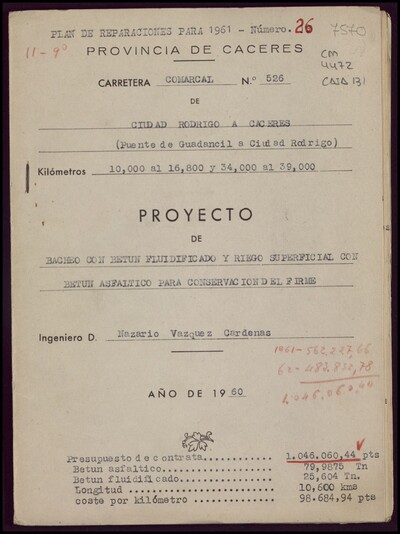 PLAN DE REPARACIONES PARA 1961 - Número. 26 7570
11-9º PROVINCIA DE CACERES
CM
4472
CAJA 131
CARRETERA COMARCAL N.º 526
DE
CIUDAD RODRIGO A CACERES
(Puente de Guadancil a Ciudad Rodrigo)
Kilómetros 10,000 al 16,800 y 34,000 al 39,000
PROYECTO
DE
BACHEO CON BETUN FLUIDIFICADO Y RIEGO SUPERFICIAL CON
BETUN ASFALTICO PARA CONSERVACION DEL FIRME
Ingeniero D. Nazario Vazquez Cardenas
1961-562.227,66
62-483.832,78
1.046.060,44
AÑO DE 1960
Presupuesto de contrata............ 1.046.060,44 pts
Betun asfaltico.................. 79,9875 Tn
Betun fluidificado............... 25,604 Tn.
Longitud ........................ 10,600 kms
coste por kilómetro ............. 98.684,94 pts